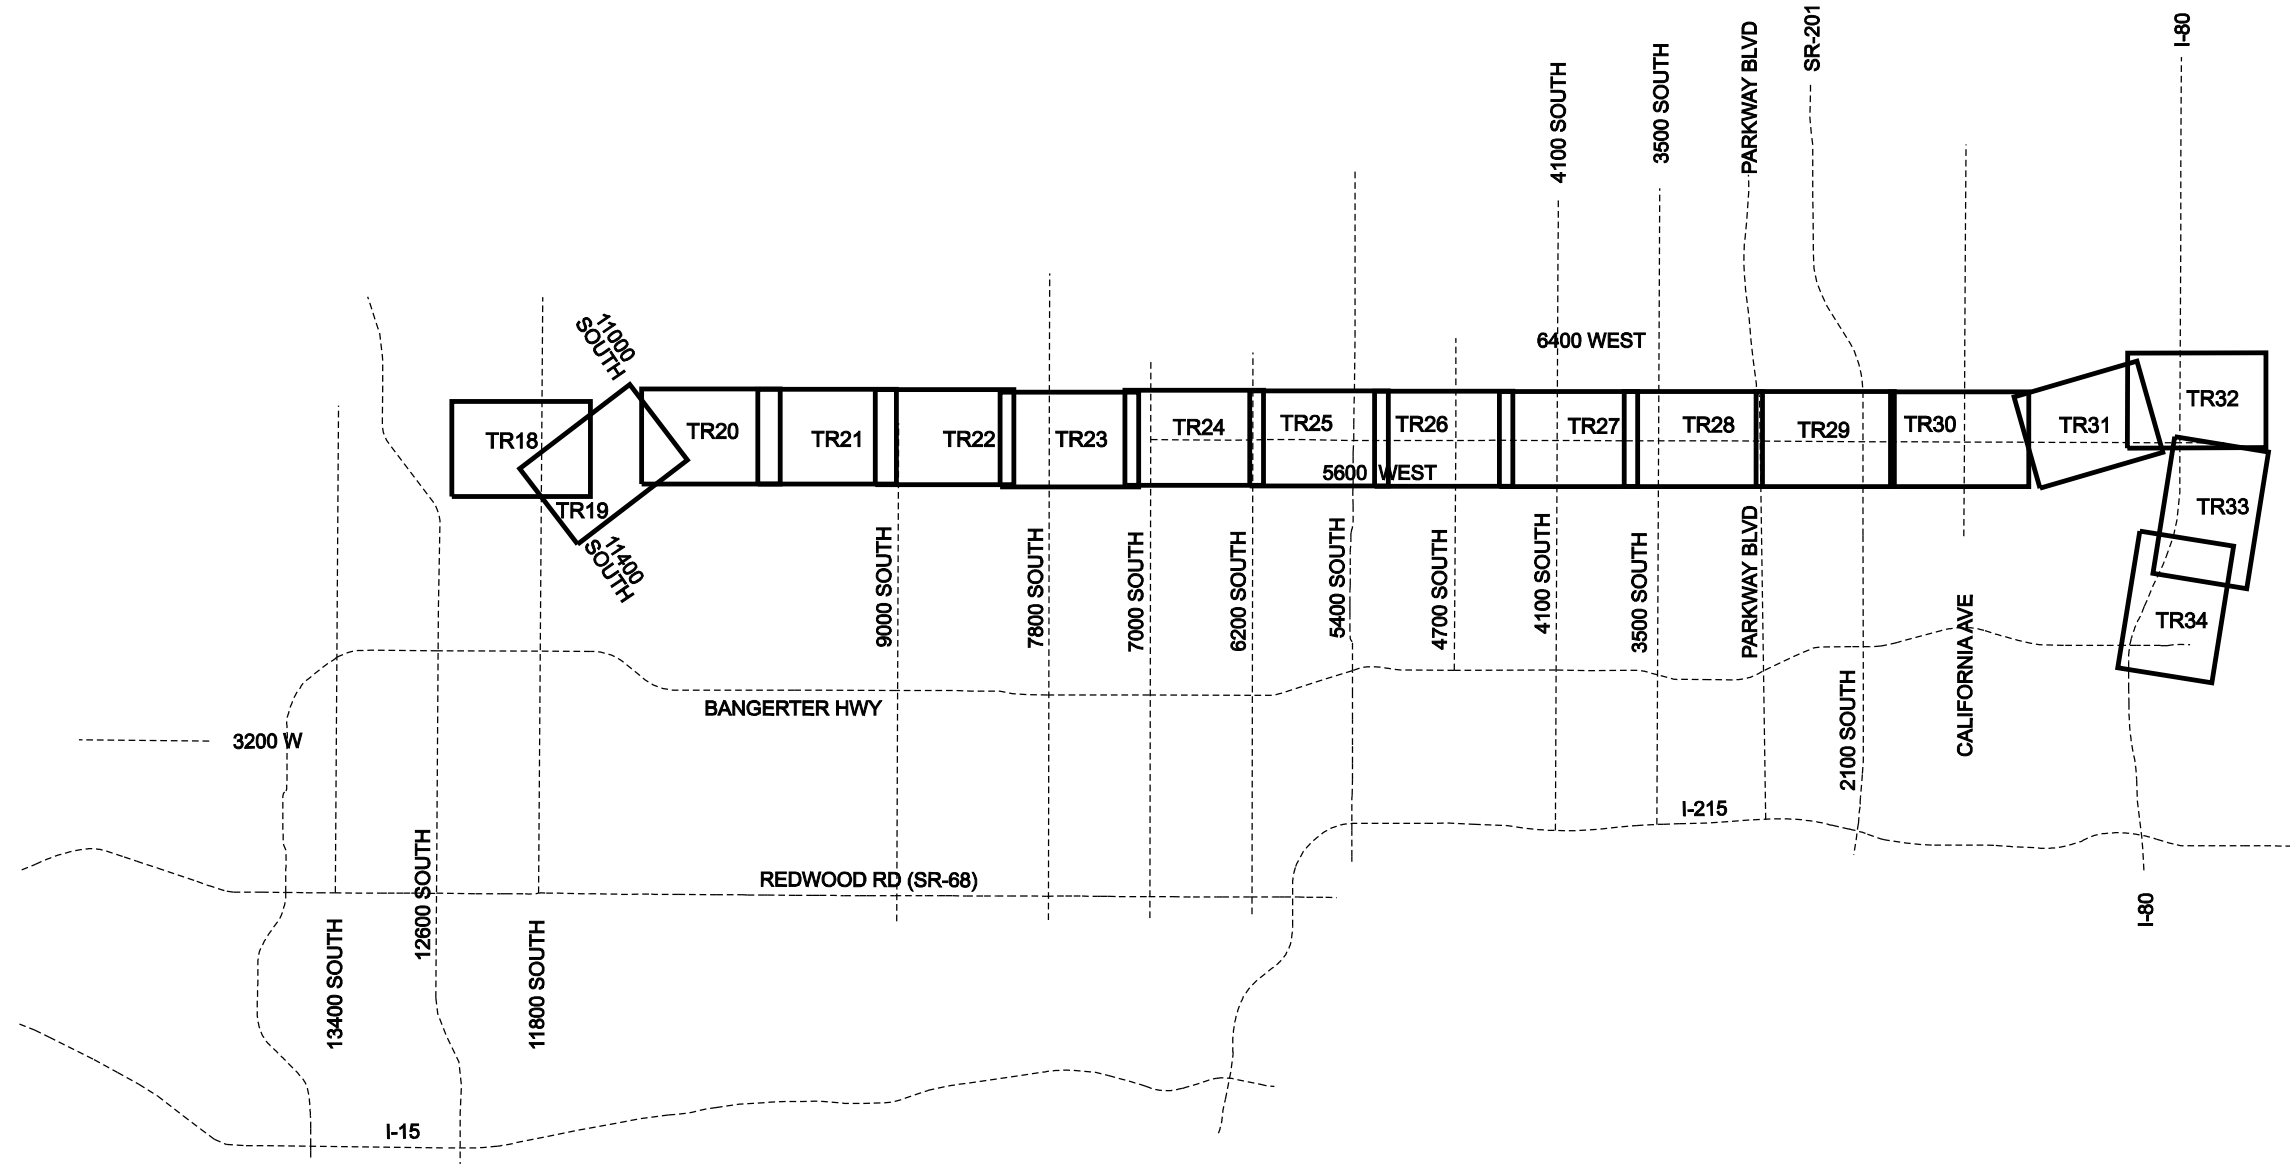 I-80
SR-201
PARKWAY BLVD
3500 SOUTH
4100 SOUTH
11000
SOUTH
6400 WEST
TR18
TR19
TR20
TR21
TR22
TR23
TR24
TR25
TR26
TR27
TR28
TR29
TR30
TR31
TR32
TR33
TR34
5600 WEST
11400
SOUTH
9000 SOUTH
7800 SOUTH
7000 SOUTH
6200 SOUTH
5400 SOUTH
4700 SOUTH
4100 SOUTH
3500 SOUTH
PARKWAY BLVD
2100 SOUTH
CALIFORNIA AVE
BANGERTER HWY
3200 W
I-215
REDWOOD RD (SR-68)
I-80
13400 SOUTH
12600 SOUTH
11800 SOUTH
I-15